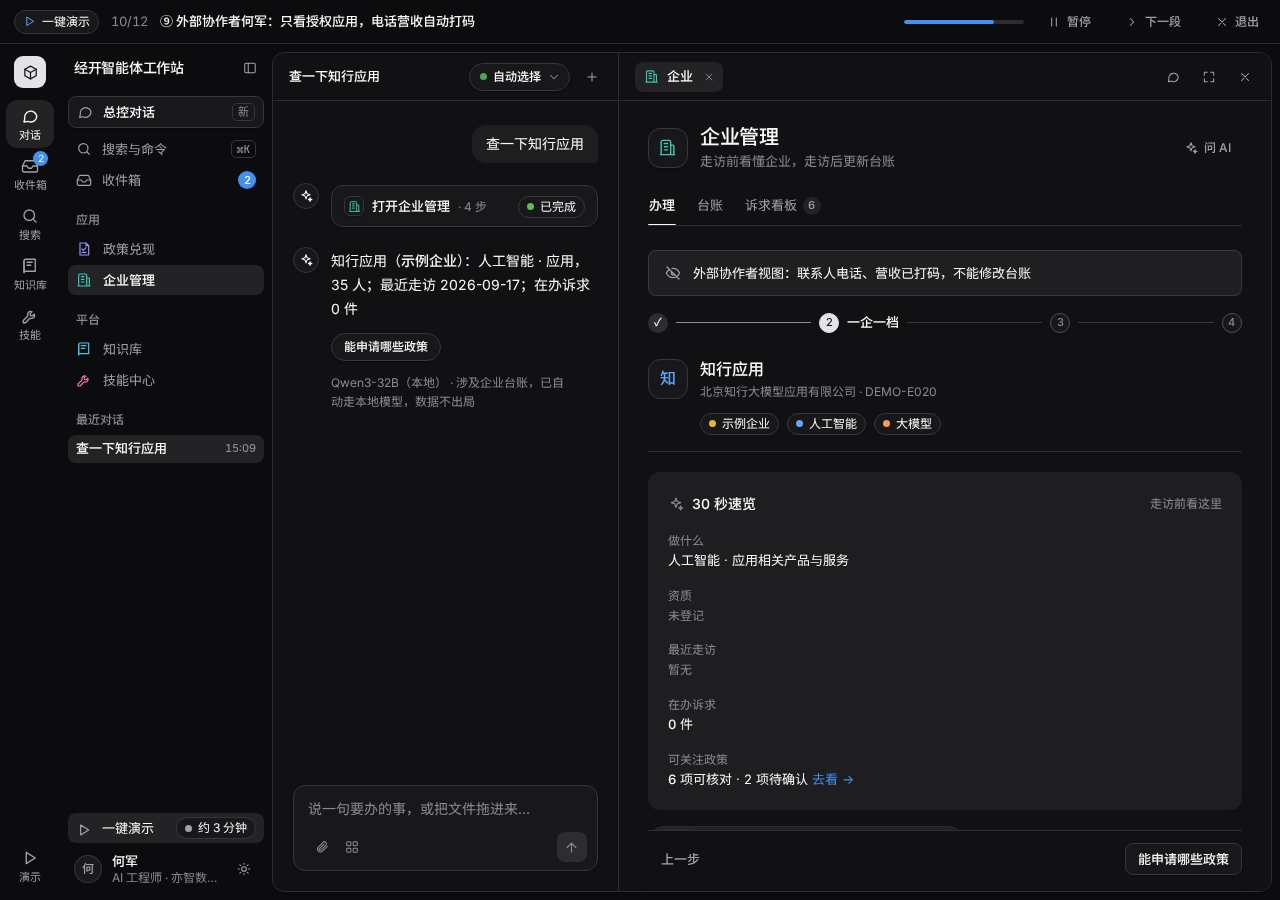 一键演示
10/12
⑨ 外部协作者何军：只看授权应用，电话营收自动打码
暂停
下一段
退出
对话
2
收件箱
搜索
知识库
技能
演示
经开智能体工作站
总控对话
新
搜索与命令
⌘K
收件箱
2
应用
政策兑现
企业管理
平台
知识库
技能中心
最近对话
查一下知行应用
15:09
一键演示
约 3 分钟
何
何军
AI 工程师 · 亦智数...
查一下知行应用
自动选择
查一下知行应用
打开企业管理 · 4 步
已完成
知行应用（示例企业）：人工智能 · 应用，
35 人；最近走访 2026-09-17；在办诉求
0 件
能申请哪些政策
Qwen3-32B（本地） · 涉及企业台账，已自
动走本地模型，数据不出局
说一句要办的事，或把文件拖进来...
企业
企业管理
走访前看懂企业，走访后更新台账
问 AI
办理
台账
诉求看板
6
外部协作者视图：联系人电话、营收已打码，不能修改台账
✓
2
一企一档
3
4
知
知行应用
北京知行大模型应用有限公司 · DEMO-E020
示例企业
人工智能
大模型
30 秒速览
走访前看这里
做什么
人工智能 · 应用相关产品与服务
资质
未登记
最近走访
暂无
在办诉求
0 件
可关注政策
6 项可核对 · 2 项待确认 去看 →
上一步
能申请哪些政策